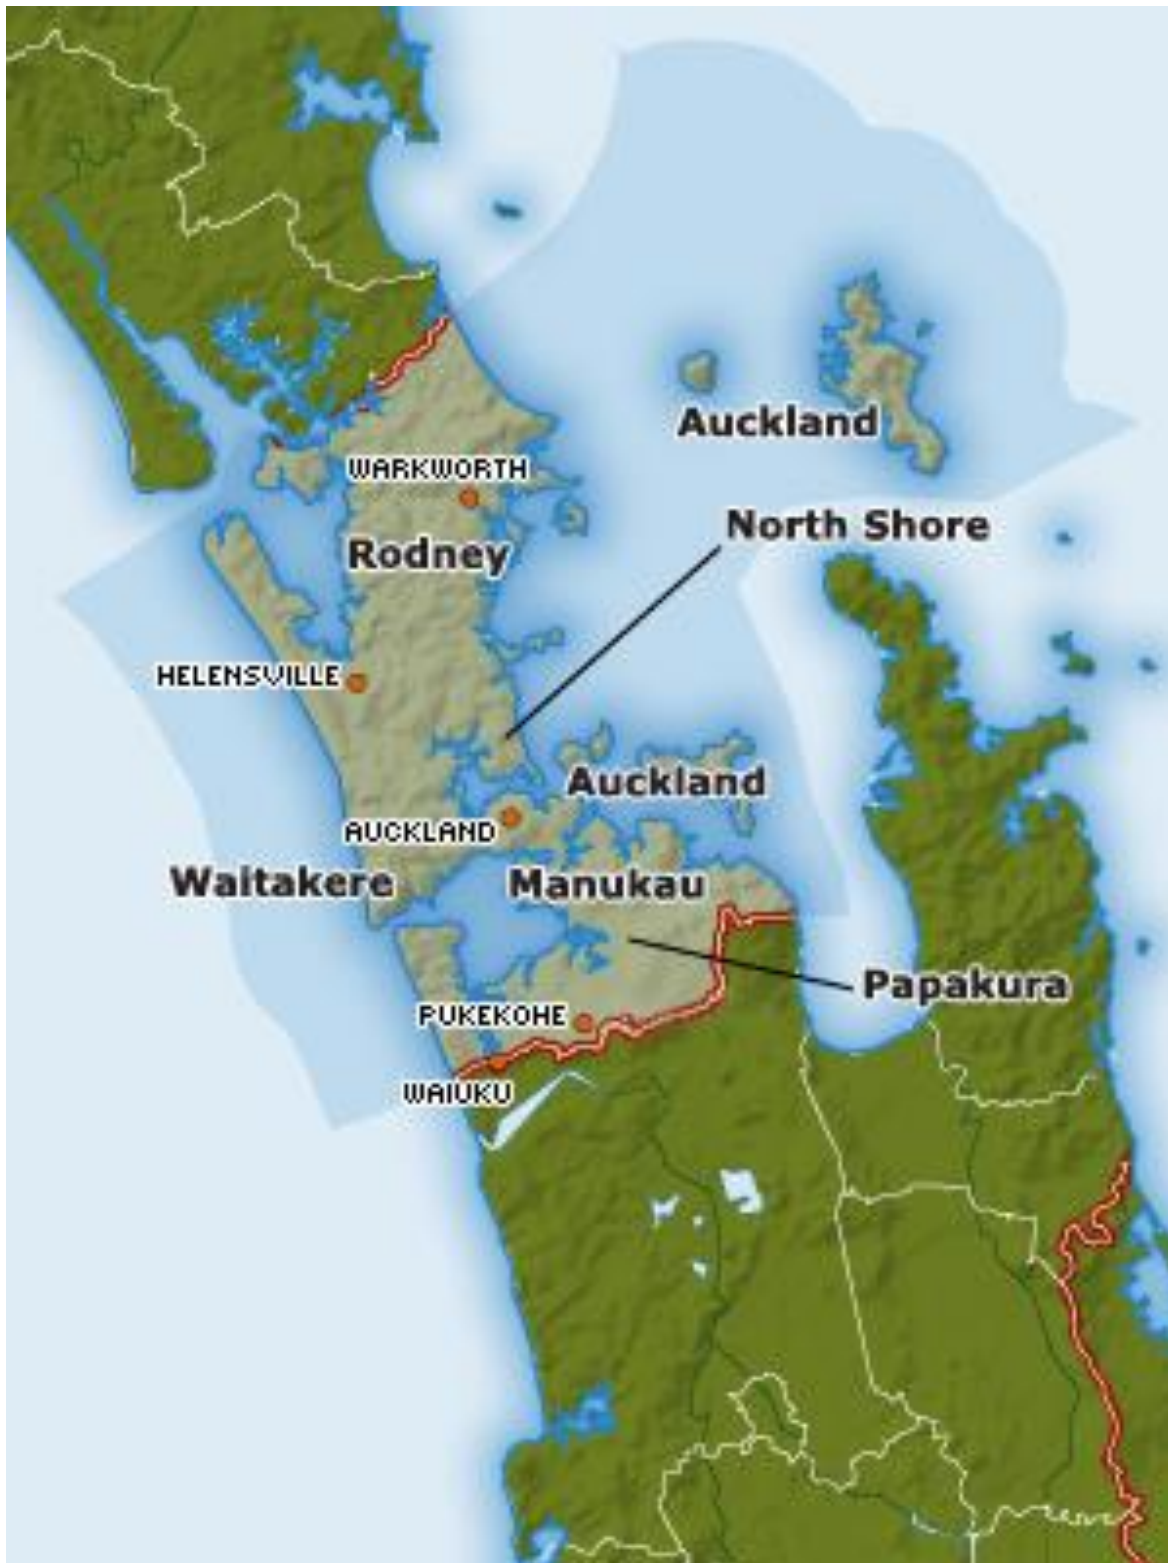 Auckland
WARKWORTH
North Shore
Rodney
HELENSVILLE
Auckland
AUCKLAND
Waitakere
Manukau
Papakura
PUKEKOHE
WAIUKU